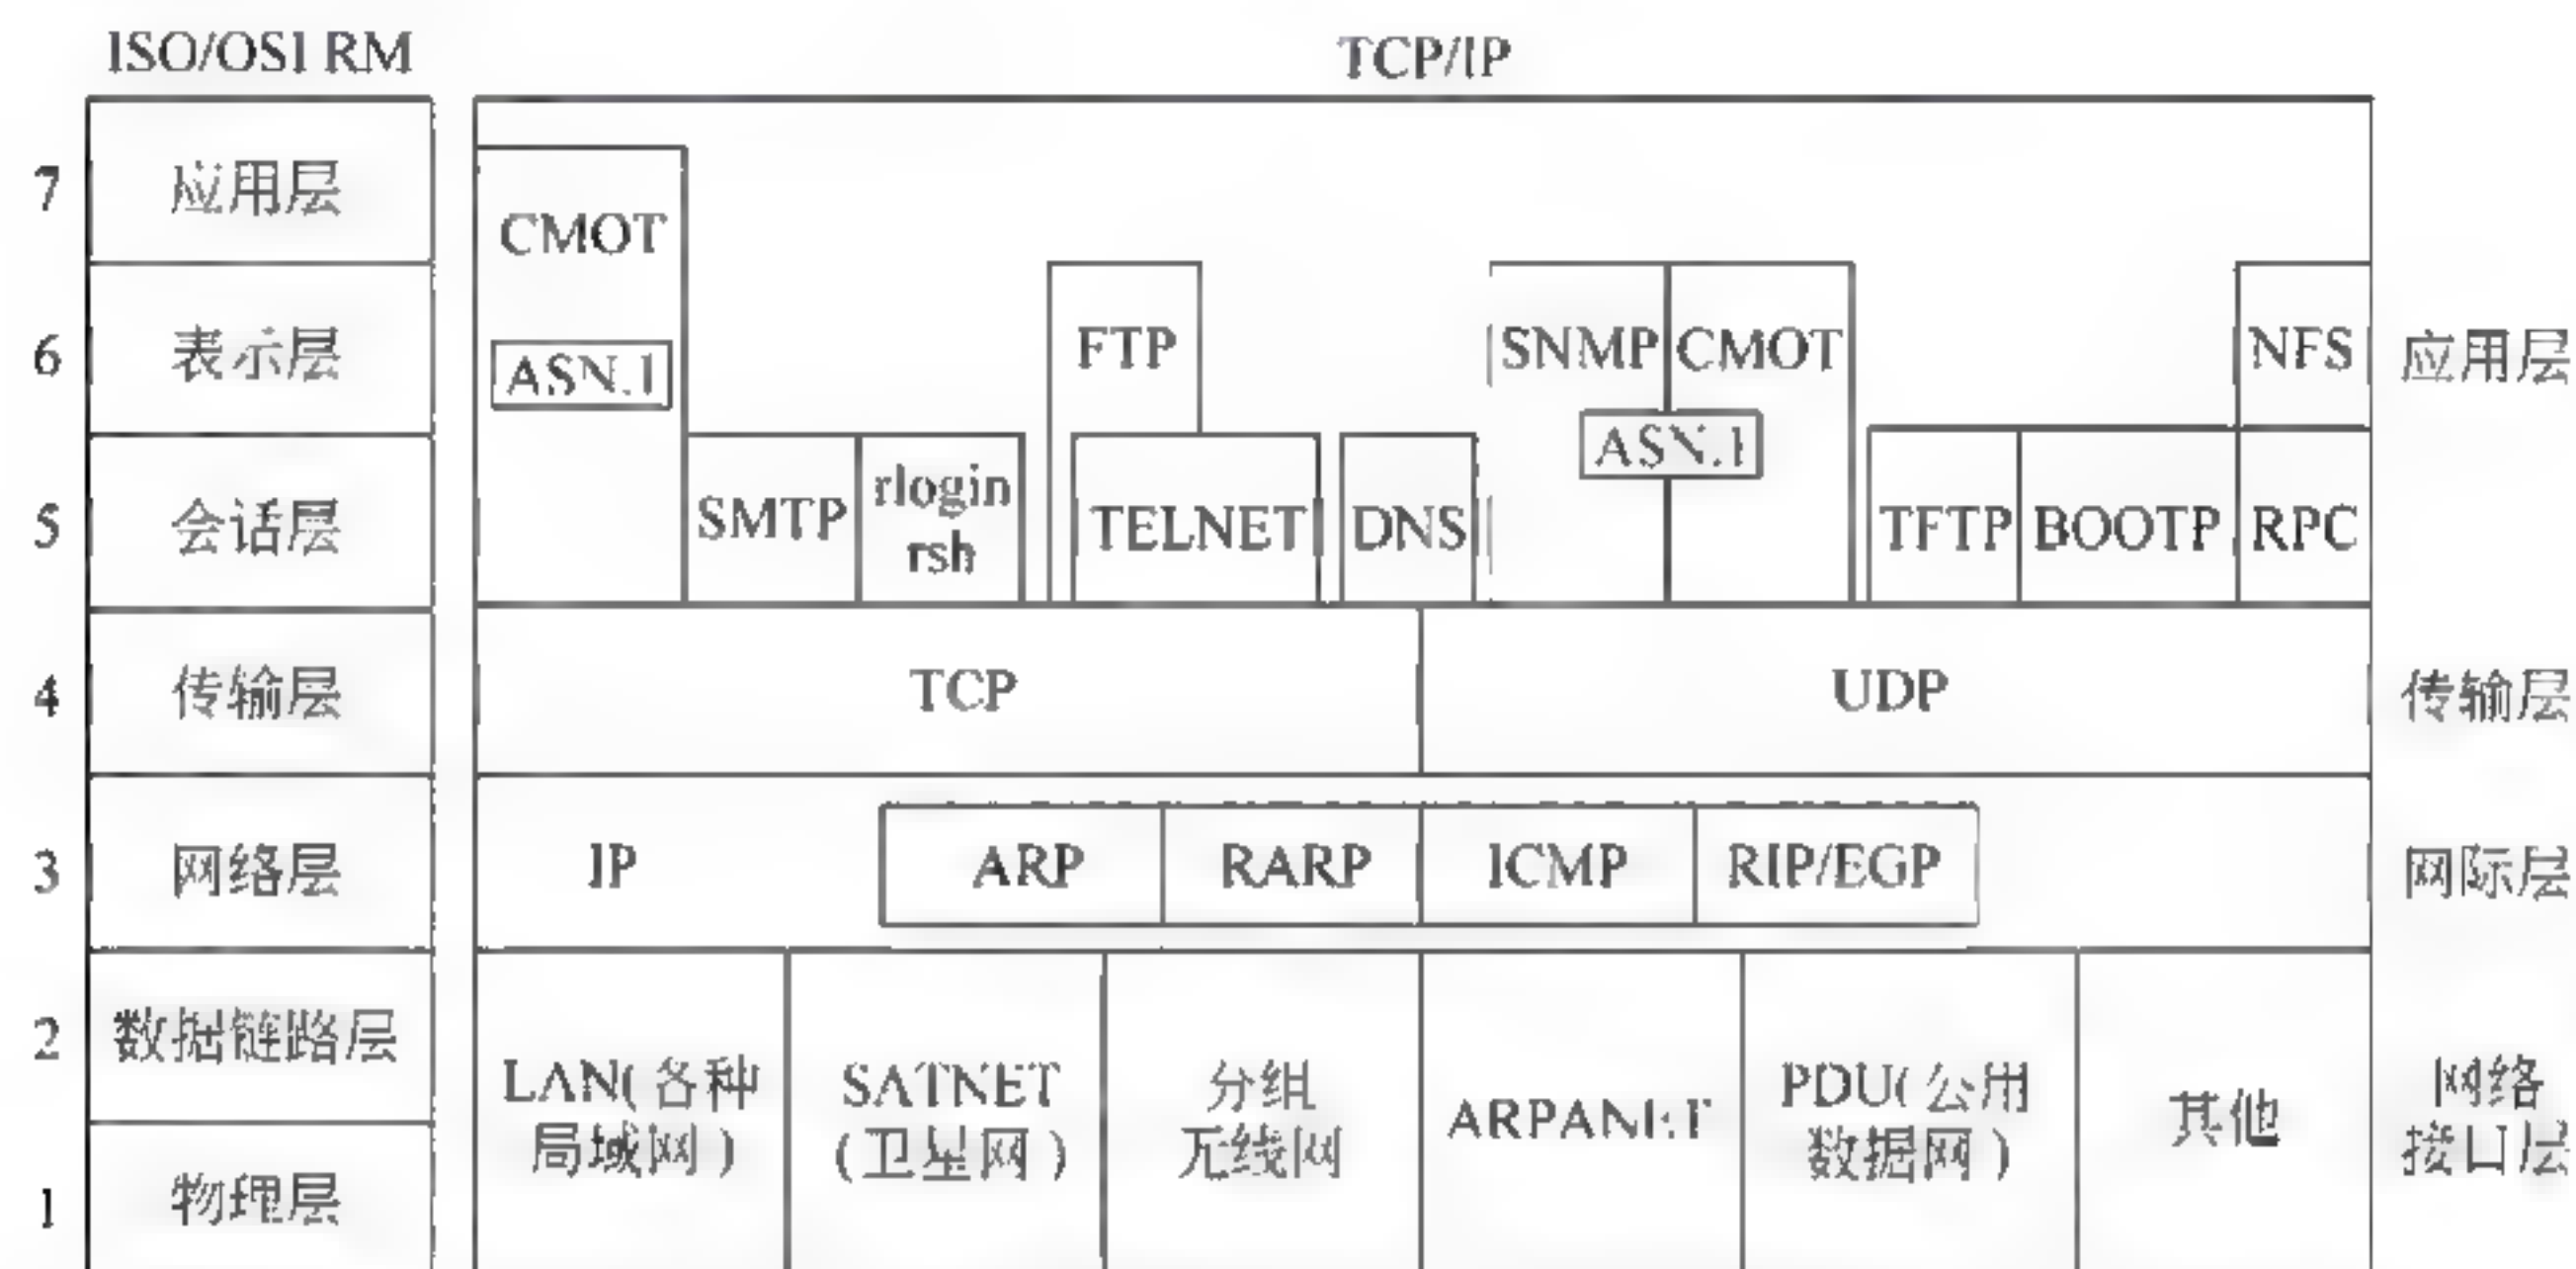 ISO/OSI RM
TCP/IP
7
应用层
CMOT
6
表示层
ASN.1
FTP
SNMP
CMOT
ASN.1
NFS
应用层
5
会话层
SMTP
rlogin
rsh
TELNET
DNS
TFTP
BOOTP
RPC
4
传输层
TCP
UDP
传输层
3
网络层
IP
ARP
RARP
ICMP
RIP/EGP
网际层
2
数据链路层
1
物理层
LAN(各种
局域网)
SATNET
(卫星网)
分组
无线网
ARPANET
PDU(公用
数据网)
其他
网络
接口层